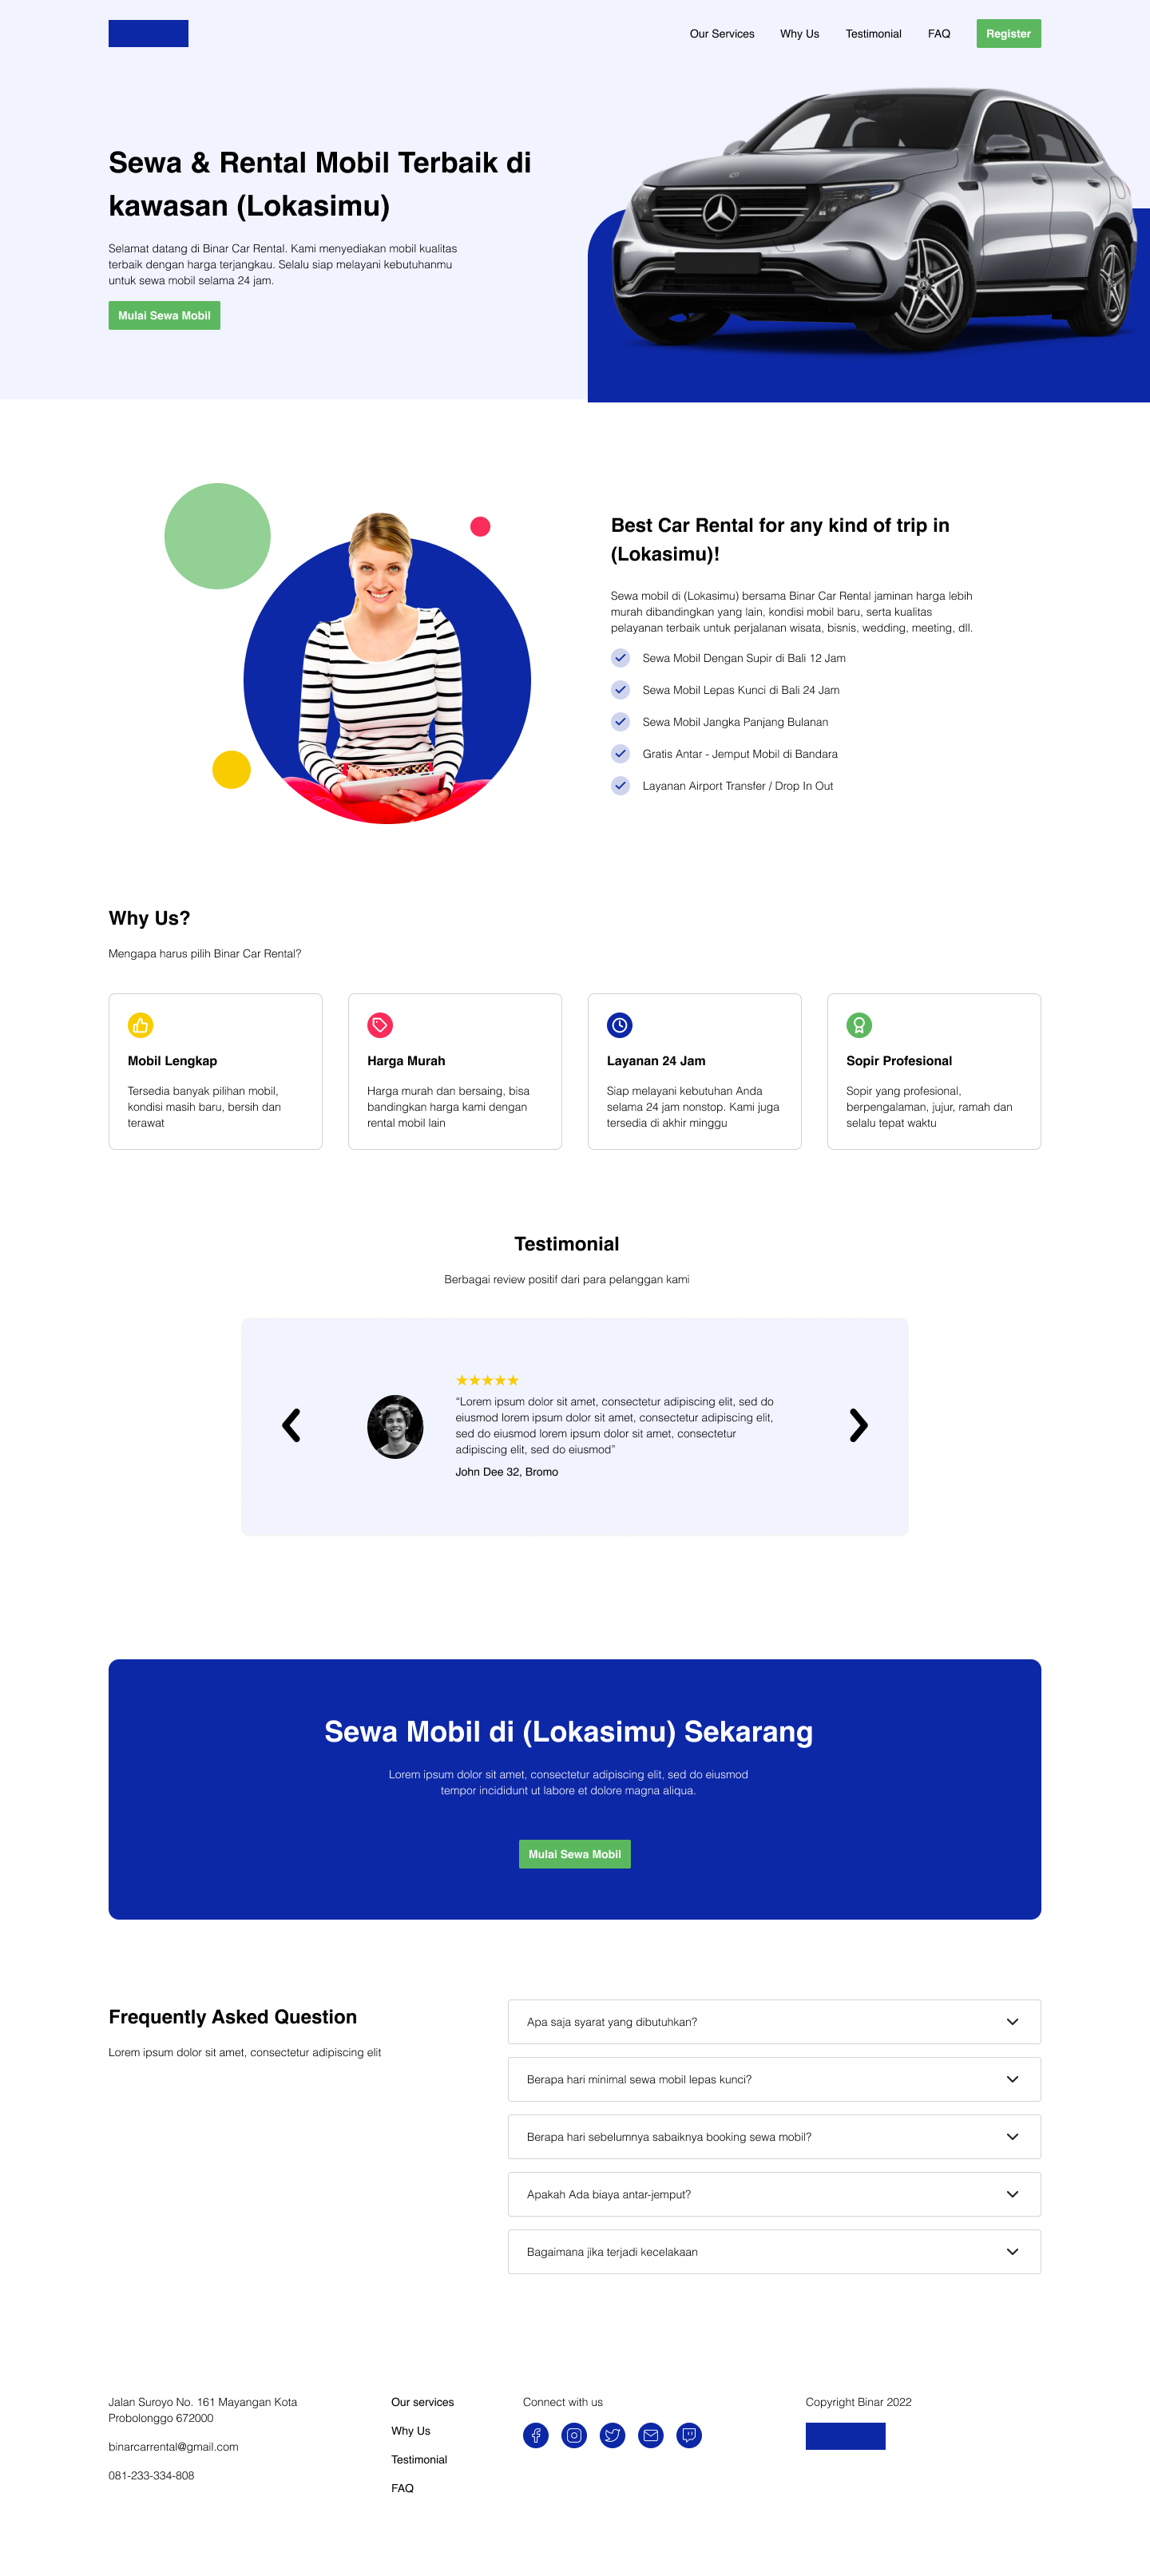 Our Services
Why Us
Testimonial
FAQ
Register
Sewa & Rental Mobil Terbaik di
kawasan (Lokasimu)
Selamat datang di Binar Car Rental. Kami menyediakan mobil kualitas
terbaik dengan harga terjangkau. Selalu siap melayani kebutuhanmu
untuk sewa mobil selama 24 jam.
Mulai Sewa Mobil
Best Car Rental for any kind of trip in
(Lokasimu)!
Sewa mobil di (Lokasimu) bersama Binar Car Rental jaminan harga lebih
murah dibandingkan yang lain, kondisi mobil baru, serta kualitas
pelayanan terbaik untuk perjalanan wisata, bisnis, wedding, meeting, dll.
Sewa Mobil Dengan Supir di Bali 12 Jam
Sewa Mobil Lepas Kunci di Bali 24 Jam
Sewa Mobil Jangka Panjang Bulanan
Gratis Antar - Jemput Mobil di Bandara
Layanan Airport Transfer / Drop In Out
Why Us?
Mengapa harus pilih Binar Car Rental?
Mobil Lengkap
Tersedia banyak pilihan mobil,
kondisi masih baru, bersih dan
terawat
Harga Murah
Harga murah dan bersaing, bisa
bandingkan harga kami dengan
rental mobil lain
Layanan 24 Jam
Siap melayani kebutuhan Anda
selama 24 jam nonstop. Kami juga
tersedia di akhir minggu
Sopir Profesional
Sopir yang profesional,
berpengalaman, jujur, ramah dan
selalu tepat waktu
Testimonial
Berbagai review positif dari para pelanggan kami
“Lorem ipsum dolor sit amet, consectetur adipiscing elit, sed do
eiusmod lorem ipsum dolor sit amet, consectetur adipiscing elit,
sed do eiusmod lorem ipsum dolor sit amet, consectetur
adipiscing elit, sed do eiusmod”
John Dee 32, Bromo
Sewa Mobil di (Lokasimu) Sekarang
Lorem ipsum dolor sit amet, consectetur adipiscing elit, sed do eiusmod
tempor incididunt ut labore et dolore magna aliqua.
Mulai Sewa Mobil
Frequently Asked Question
Lorem ipsum dolor sit amet, consectetur adipiscing elit
Apa saja syarat yang dibutuhkan?
Berapa hari minimal sewa mobil lepas kunci?
Berapa hari sebelumnya sabaiknya booking sewa mobil?
Apakah Ada biaya antar-jemput?
Bagaimana jika terjadi kecelakaan
Jalan Suroyo No. 161 Mayangan Kota
Probolonggo 672000
binarcarrental@gmail.com
081-233-334-808
Our services
Why Us
Testimonial
FAQ
Connect with us
Copyright Binar 2022